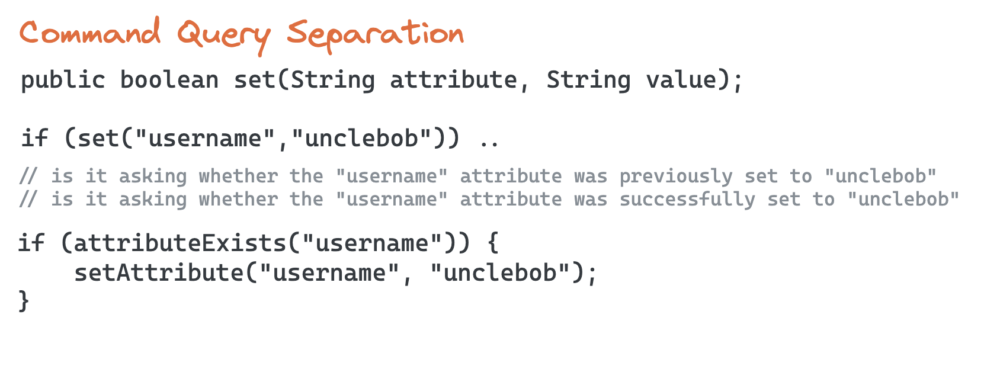 Command Query Separation
public boolean set(String attribute, String value);
if (set("username","unclebob")) ..
// is it asking whether the "username" attribute was previously set to "unclebob"
// is it asking whether the "username" attribute was successfully set to "unclebob"
if (attributeExists("username")) {
    setAttribute("username", "unclebob");
}